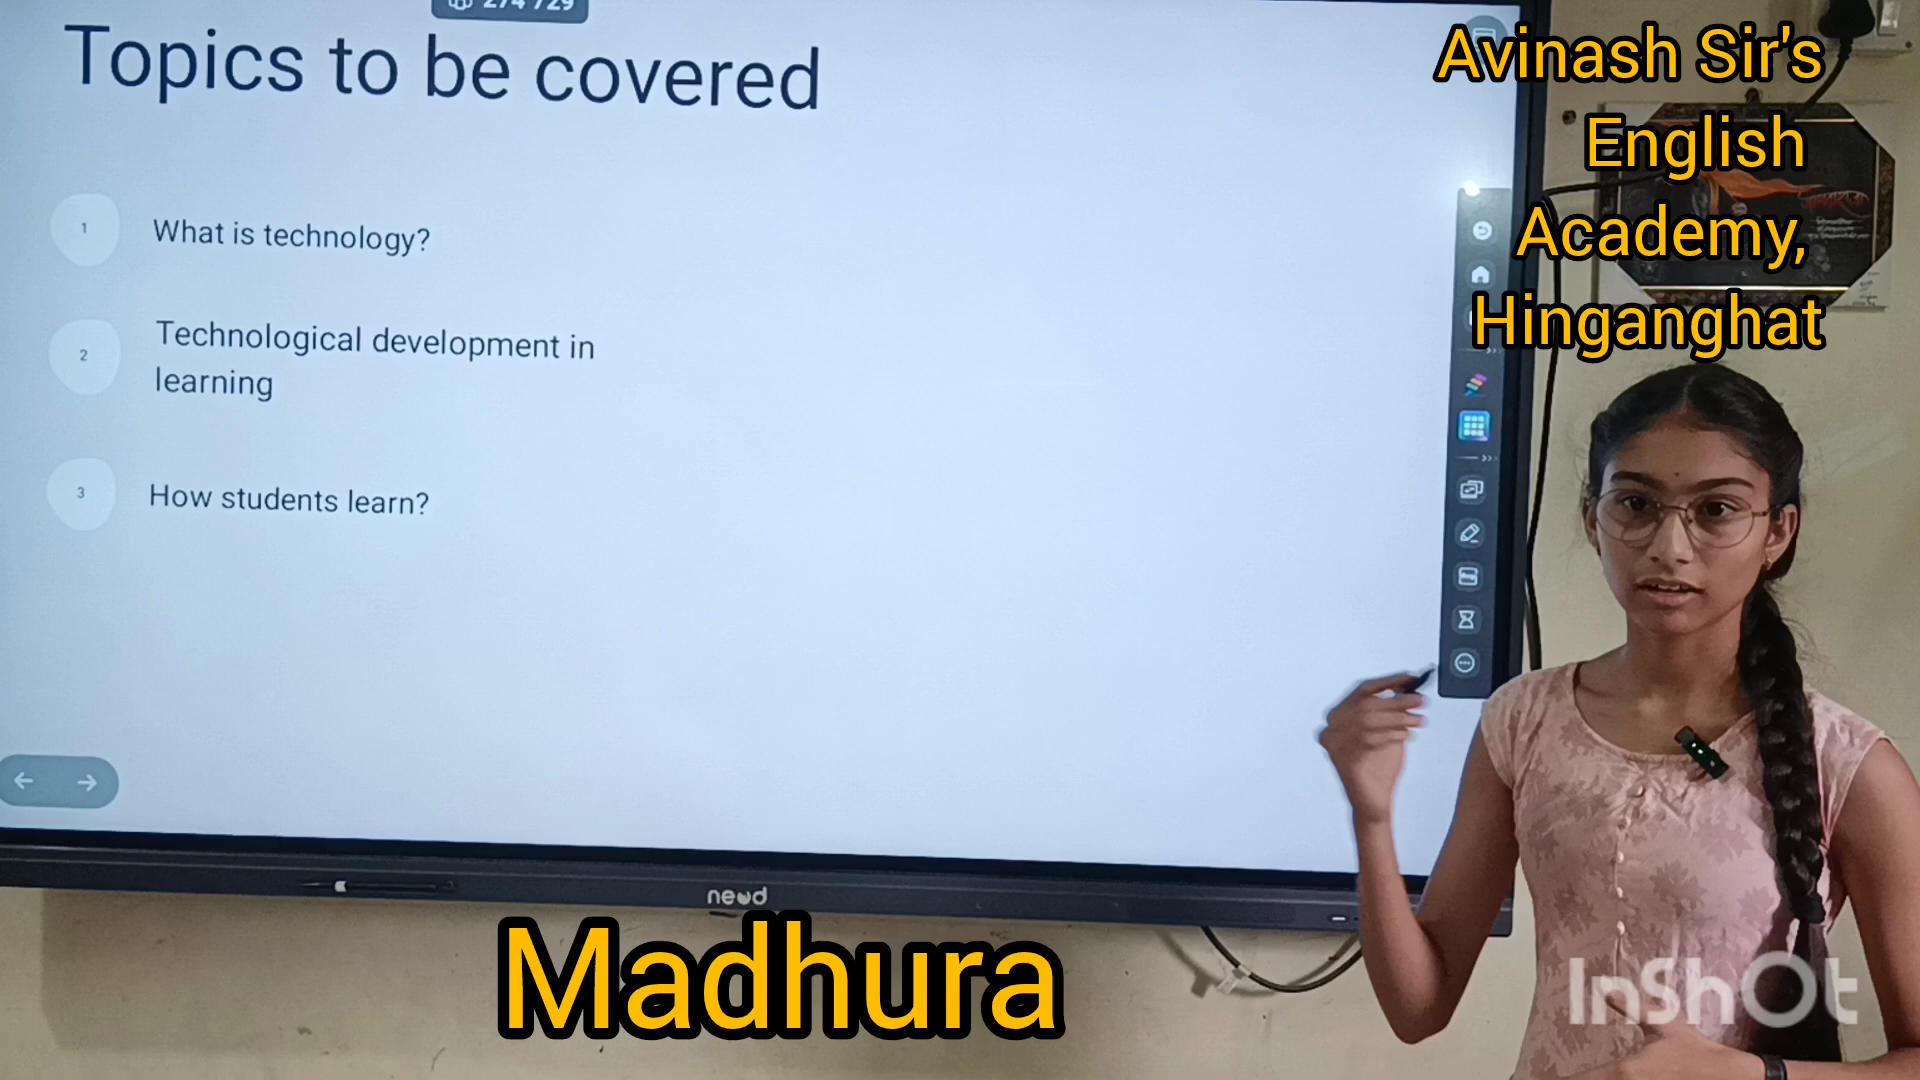 Topics to be covered
1
What is technology?
2
Technological development in
learning
3
How students learn?
Avinash Sir's
English
Academy,
Hinganghat
newd
Madhura
InShOt